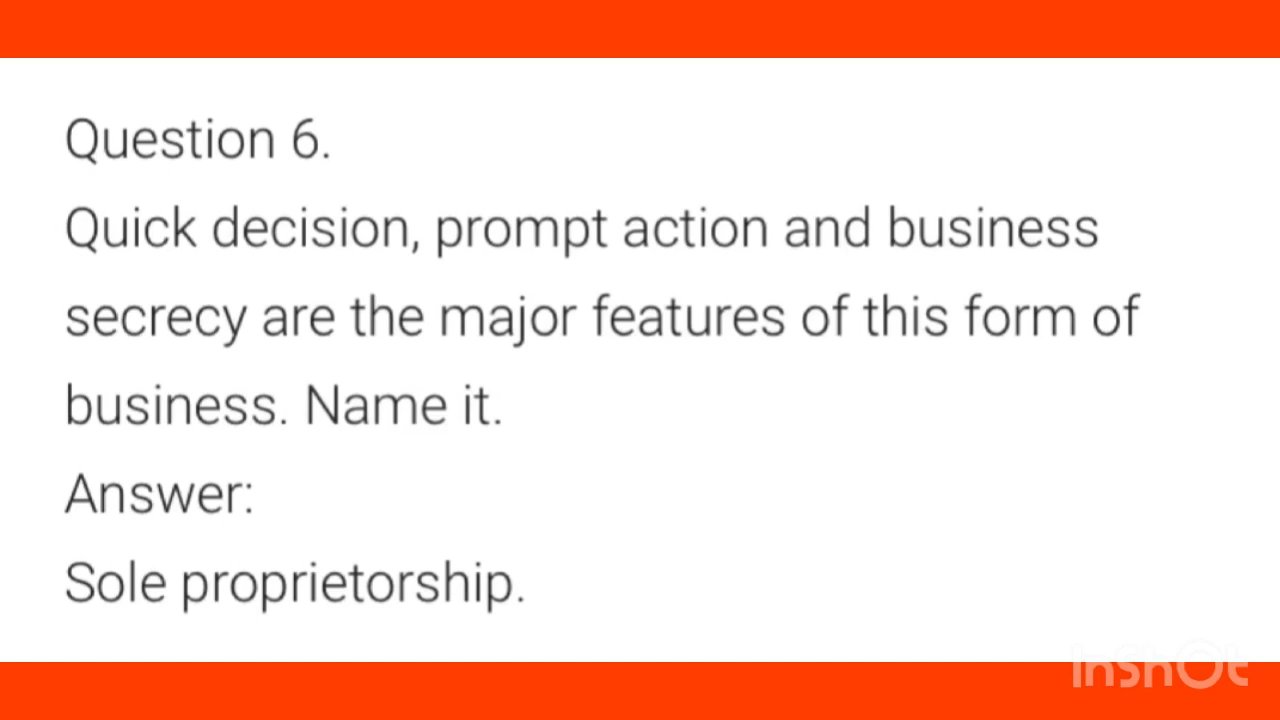 Question 6.
Quick decision, prompt action and business
secrecy are the major features of this form of
business. Name it.
Answer:
Sole proprietorship.
InShOt